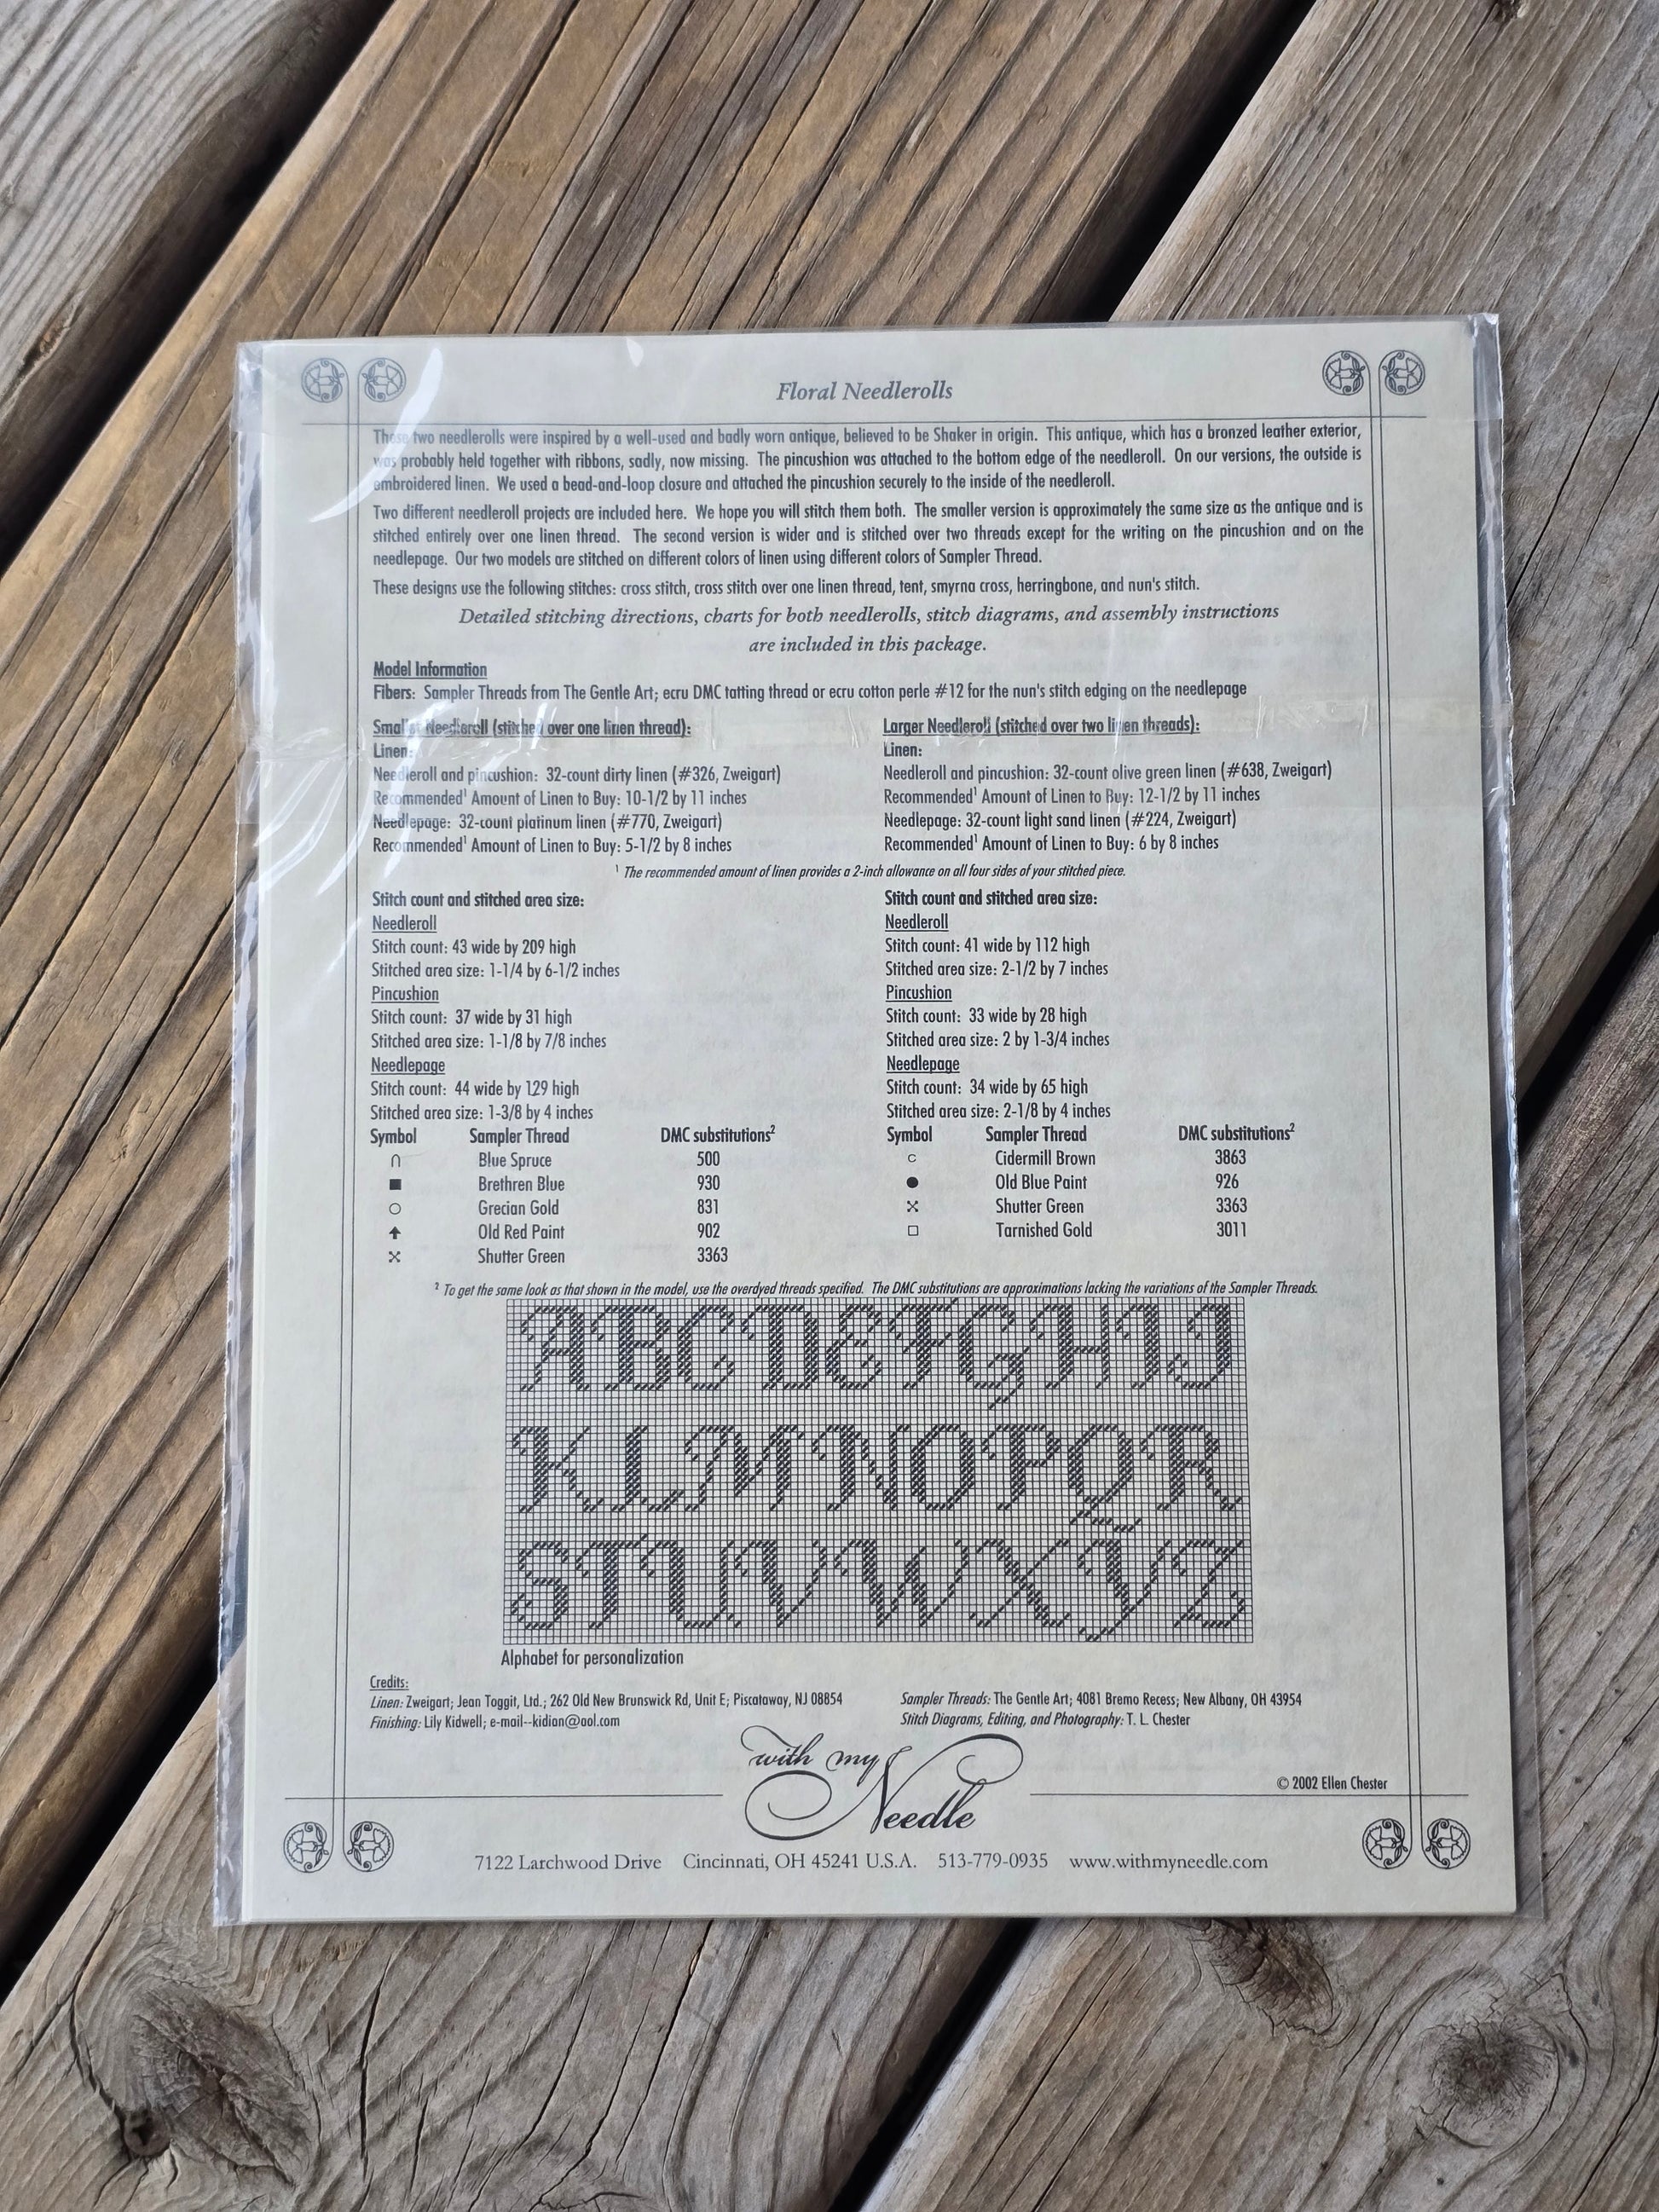 Floral Needlerolls
These two needlerolls were inspired by a well-used and badly worn antique, believed to be Shaker in origin. This antique, which has a bronzed leather exterior,
was probably held together with ribbons, sadly, now missing. The pincushion was attached to the bottom edge of the needleroll. On our versions, the outside is
embroidered linen. We used a bead-and-loop closure and attached the pincushion securely to the inside of the needleroll.
Two different needleroll projects are included here. We hope you will stitch them both. The smaller version is approximately the same size as the antique and is
stitched entirely over one linen thread. The second version is wider and is stitched over two threads except for the writing on the pincushion and on the
needlepage. Our two models are stitched on different colors of linen using different colors of Sampler Thread.
These designs use the following stitches: cross stitch, cross stitch over one linen thread, tent, smyrna cross, herringbone, and nun's stitch.
Detailed stitching directions, charts for both needlerolls, stitch diagrams, and assembly instructions
are included in this package.
Model Information
Fibers: Sampler Threads from The Gentle Art; ecru DMC tatting thread or ecru cotton perle #12 for the nun's stitch edging on the needlepage
Smaller Needleroll (stitched over one linen thread):
Linen:
Needleroll and pincushion: 32-count dirty linen (#326, Zweigart)
Recommended¹ Amount of Linen to Buy: 10-1/2 by 11 inches
Needlepage: 32-count platinum linen (#770, Zweigart)
Recommended¹ Amount of Linen to Buy: 5-1/2 by 8 inches
Larger Needleroll (stitched over two linen threads):
Linen:
Needleroll and pincushion: 32-count olive green linen (#638, Zweigart)
Recommended¹ Amount of Linen to Buy: 12-1/2 by 11 inches
Needlepage: 32-count light sand linen (#224, Zweigart)
Recommended¹ Amount of Linen to Buy: 6 by 8 inches
¹ The recommended amount of linen provides a 2-inch allowance on all four sides of your stitched piece.
Stitch count and stitched area size:
Needleroll
Stitch count: 43 wide by 209 high
Stitched area size: 1-1/4 by 6-1/2 inches
Pincushion
Stitch count: 37 wide by 31 high
Stitched area size: 1-1/8 by 7/8 inches
Needlepage
Stitch count: 44 wide by 129 high
Stitched area size: 1-3/8 by 4 inches
Symbol Sampler Thread DMC substitutions²
∩ Blue Spruce 500
■ Brethren Blue 930
○ Grecian Gold 831
🡅 Old Red Paint 902
⤪ Shutter Green 3363
Stitch count and stitched area size:
Needleroll
Stitch count: 41 wide by 112 high
Stitched area size: 2-1/2 by 7 inches
Pincushion
Stitch count: 33 wide by 28 high
Stitched area size: 2 by 1-3/4 inches
Needlepage
Stitch count: 34 wide by 65 high
Stitched area size: 2-1/8 by 4 inches
Symbol Sampler Thread DMC substitutions²
c Cidermill Brown 3863
● Old Blue Paint 926
⤪ Shutter Green 3363
□ Tarnished Gold 3011
² To get the same look as that shown in the model, use the overdyed threads specified. The DMC substitutions are approximations lacking the variations of the Sampler Threads.
A B C D E F G H I J
K L M N O P Q R
S T U V W X Y Z
Alphabet for personalization
Credits:
Linen: Zweigart; Joan Toggit, Ltd.; 262 Old New Brunswick Rd, Unit E; Piscataway, NJ 08854
Finishing: Lily Kidwell; e-mail--kidian@aol.com
Sampler Threads: The Gentle Art; 4081 Bremo Recess; New Albany, OH 43954
Stitch Diagrams, Editing, and Photography: T. L. Chester
with my
Needle
© 2002 Ellen Chester
7122 Larchwood Drive Cincinnati, OH 45241 U.S.A. 513-779-0935 www.withmyneedle.com